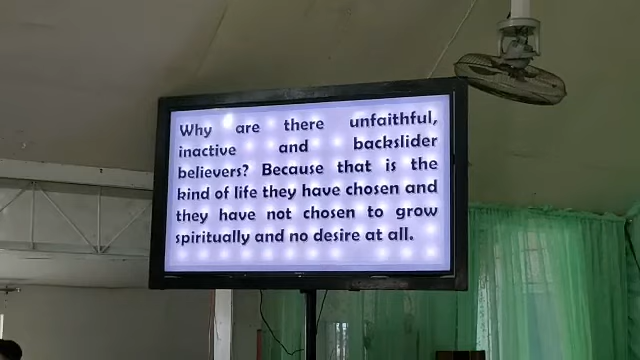 Why are there unfaithful,
inactive and backslider
believers? Because that is the
kind of life they have chosen and
they have not chosen to grow
spiritually and no desire at all.